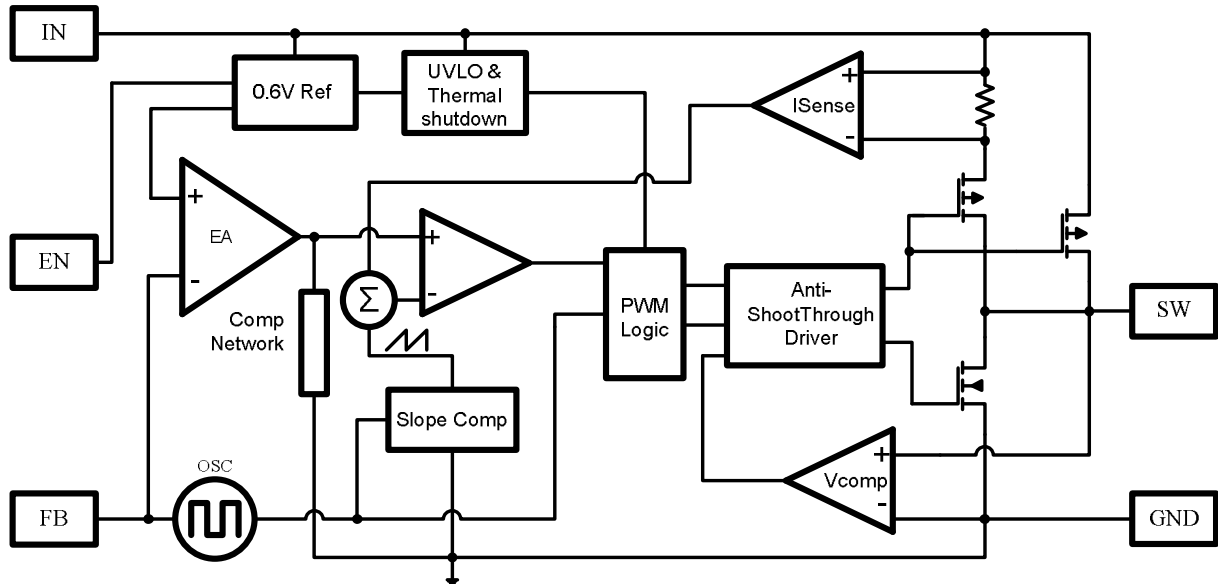 IN
0.6V Ref
UVLO &
Thermal
shutdown
+
ISense
-
+
EA
-
EN
+
-
Σ
Comp
Network
PWM
Logic
Anti-
ShootThrough
Driver
SW
Slope Comp
+
Vcomp
-
OSC
FB
GND